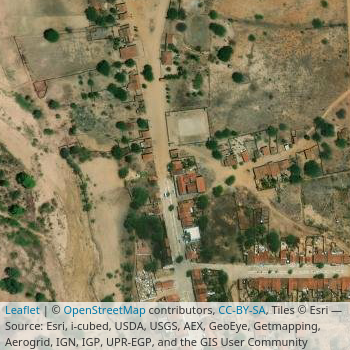 Leaflet | © OpenStreetMap contributors, CC-BY-SA, Tiles © Esri —
Source: Esri, i-cubed, USDA, USGS, AEX, GeoEye, Getmapping,
Aerogrid, IGN, IGP, UPR-EGP, and the GIS User Community